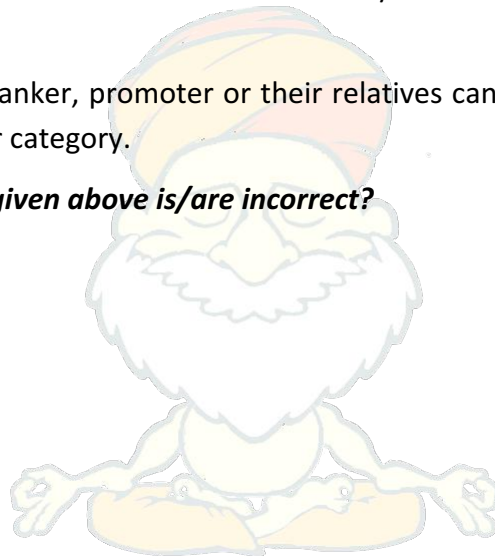 anker, promoter or their relatives can
category.
given above is/are incorrect?